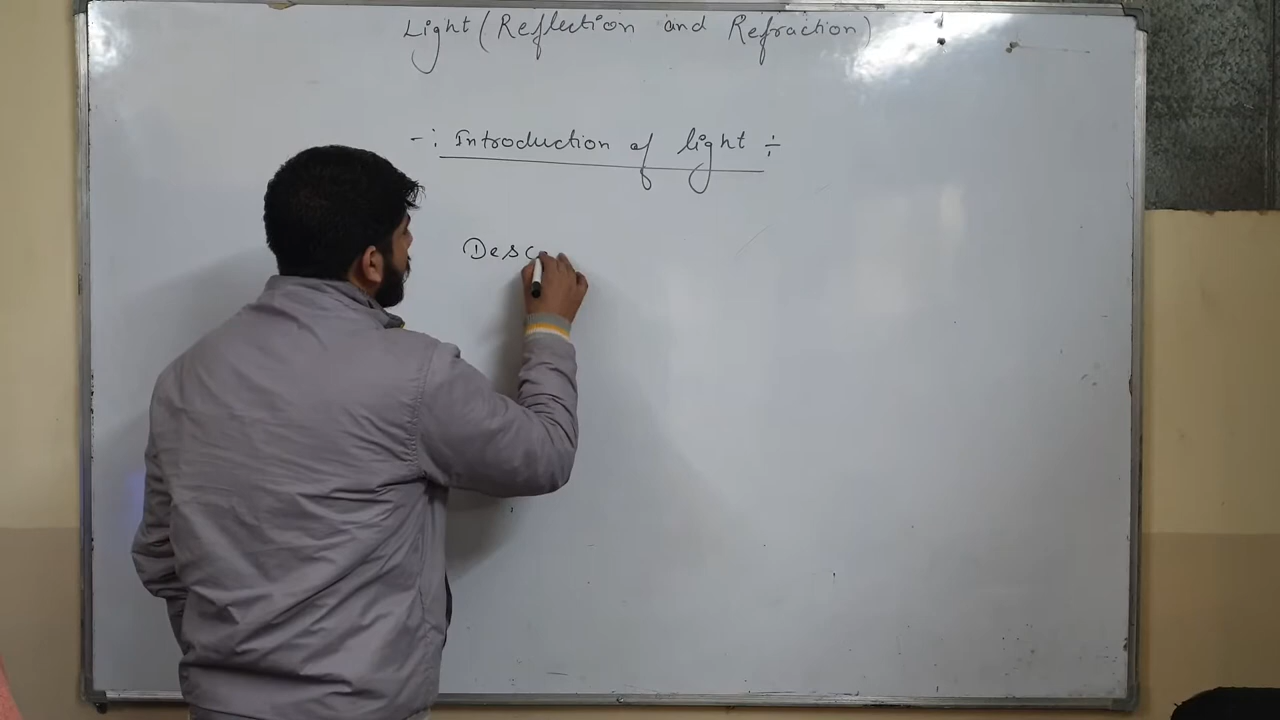 Light (Reflection and Refraction)
-: Introduction of light ÷
Desc